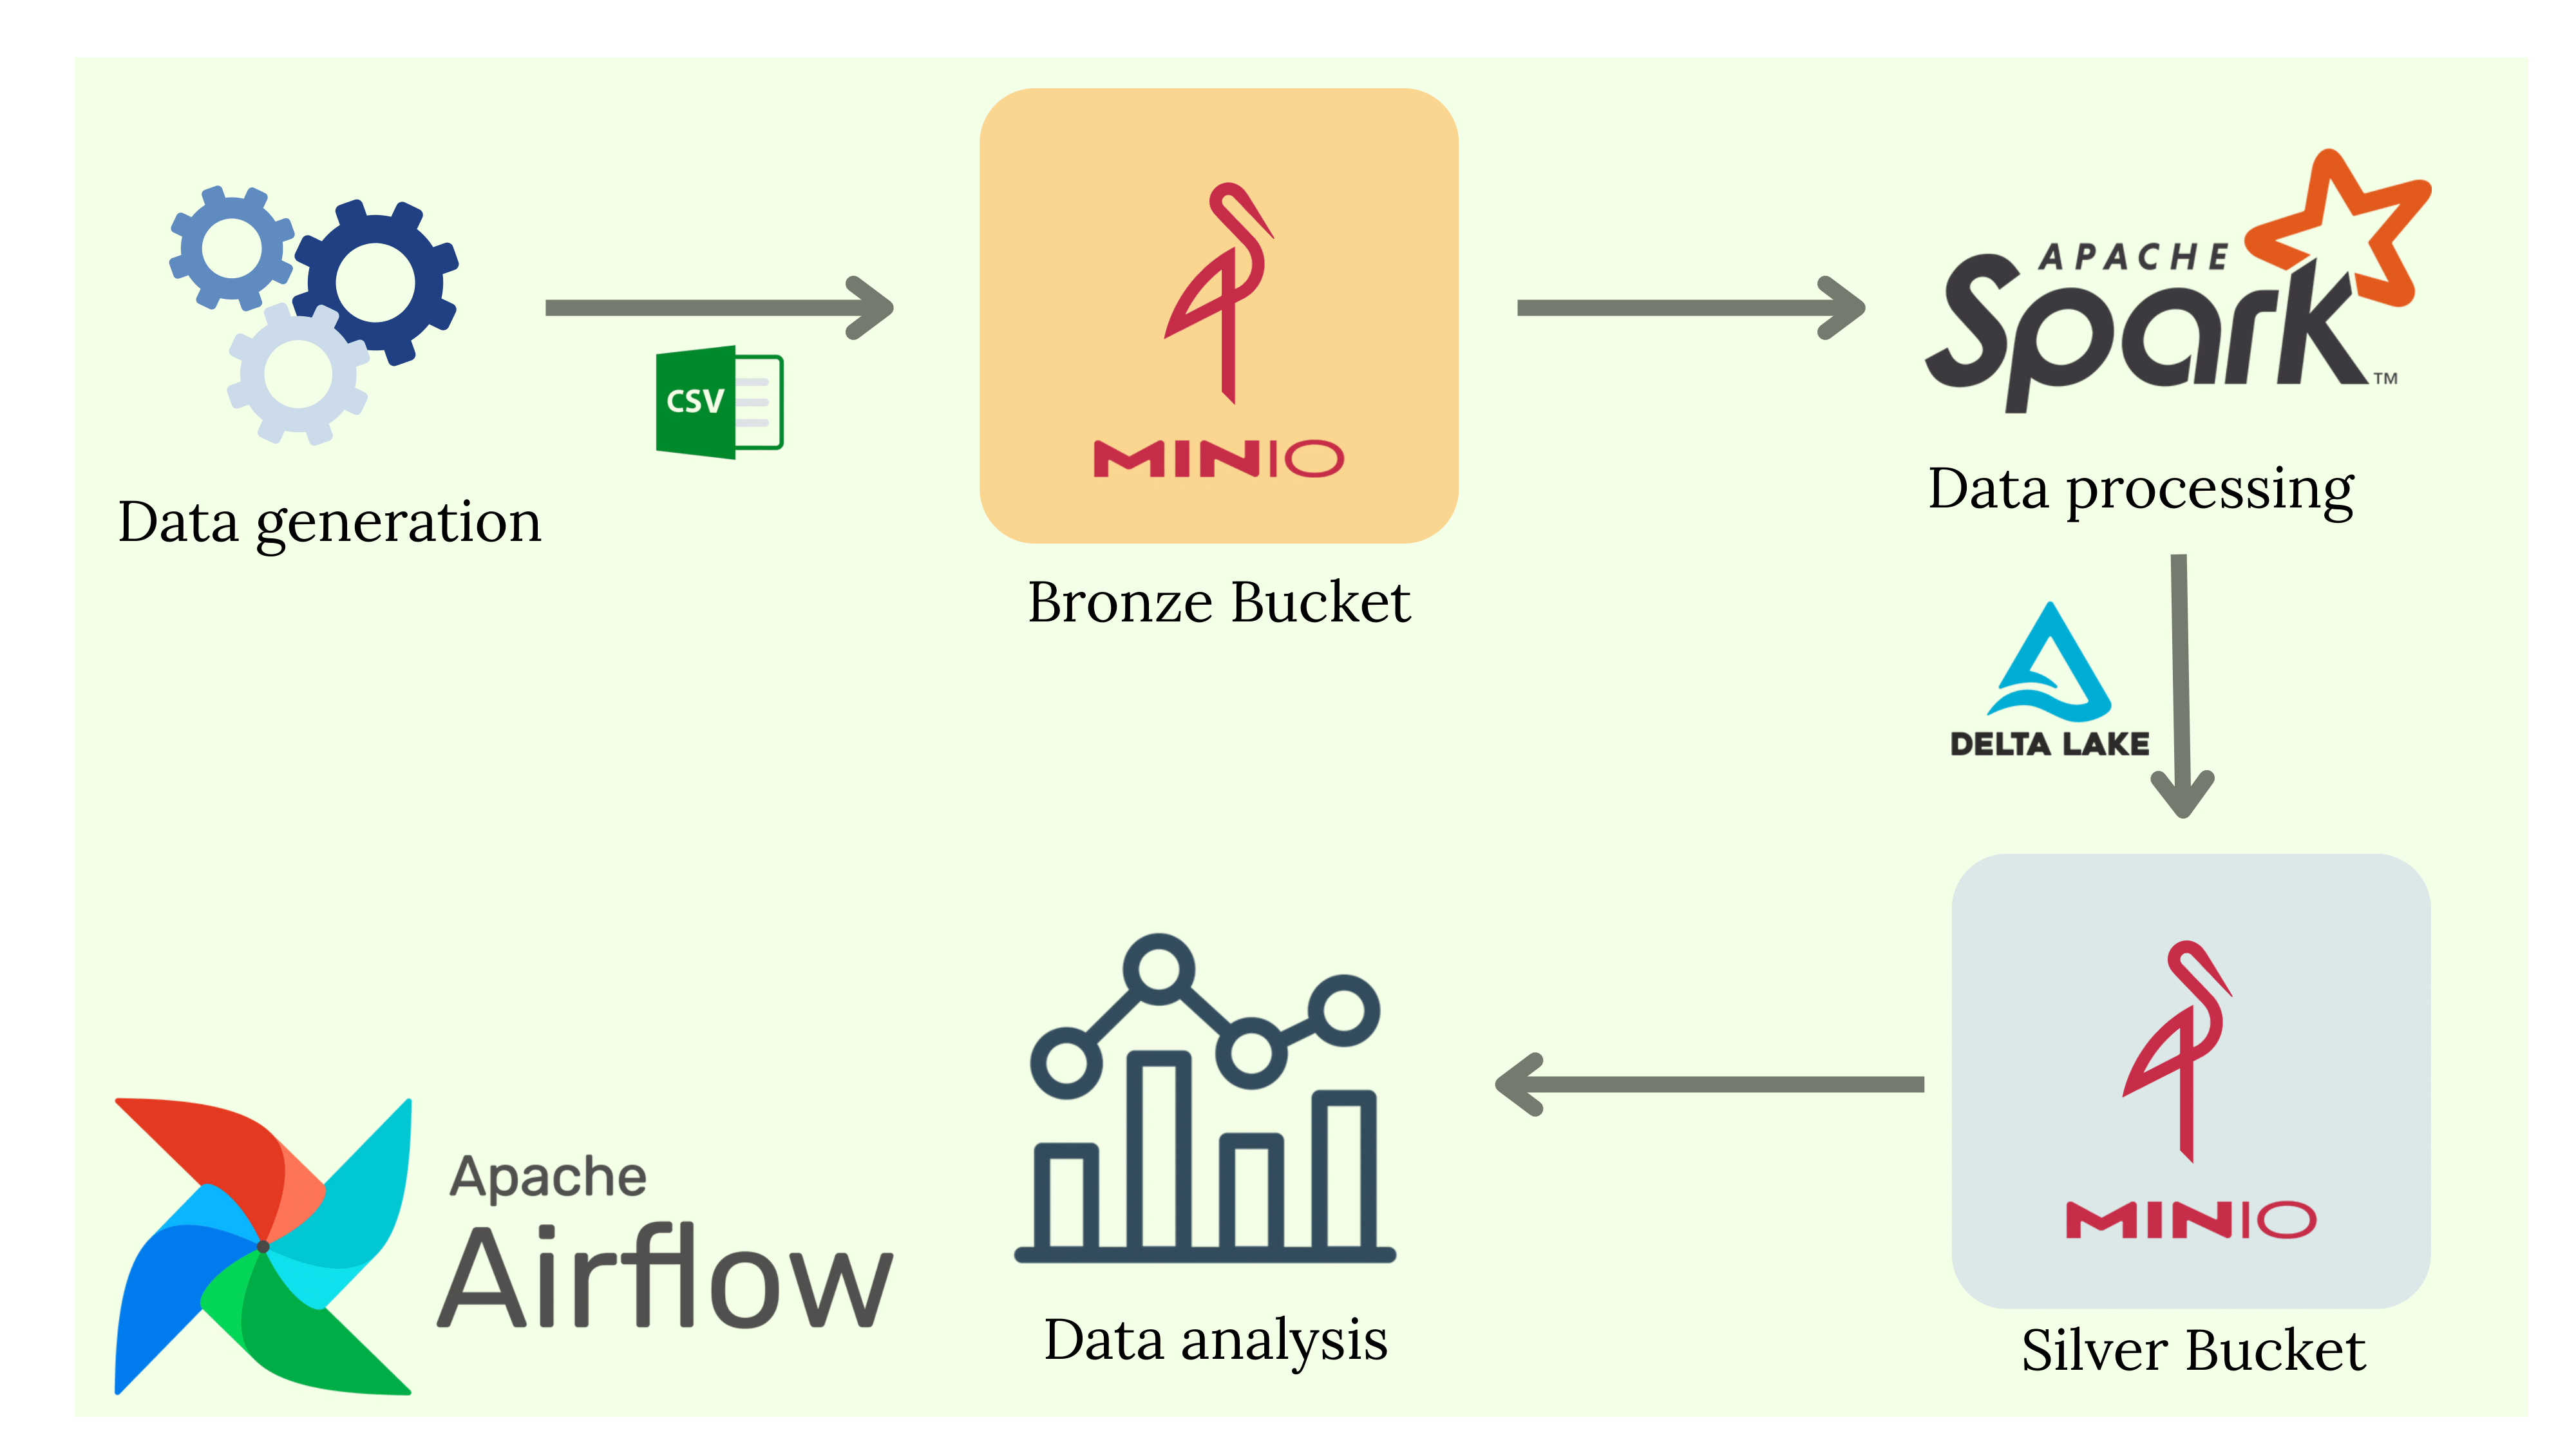 Data generation
CSV
MINIO
Bronze Bucket
APACHE
Spark™
Data processing
DELTA LAKE
MINIO
Silver Bucket
Data analysis
Apache
Airflow